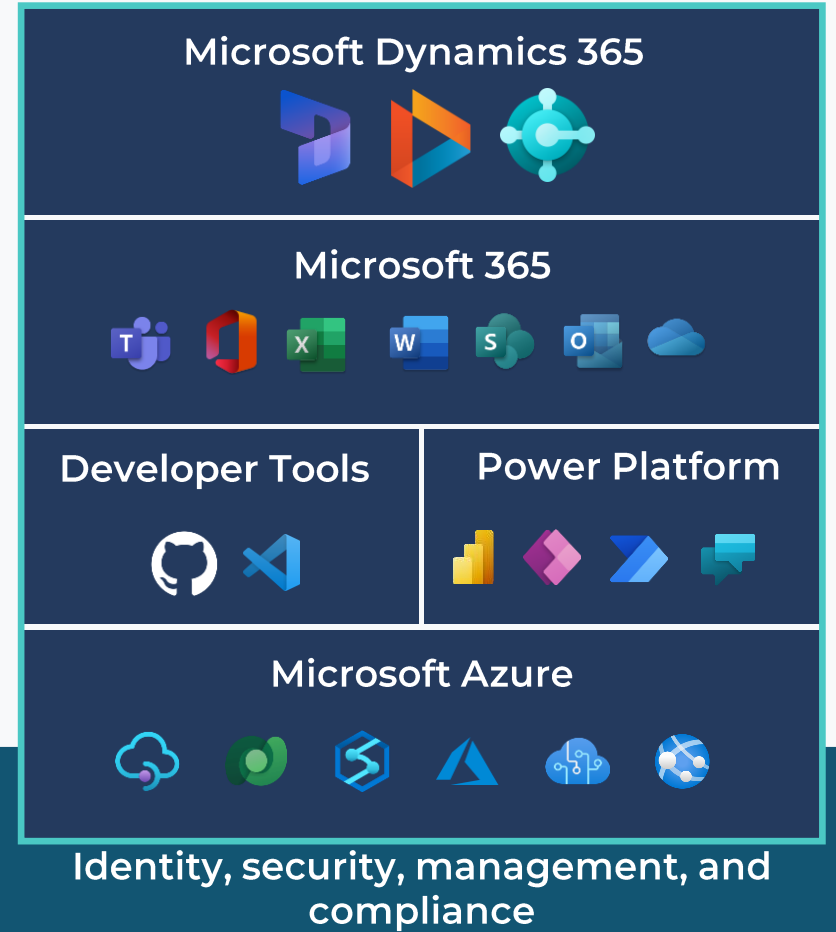 Microsoft Dynamics 365
Microsoft 365
T
X
W
S
O
Developer Tools
Power Platform
Microsoft Azure
Identity, security, management, and
compliance